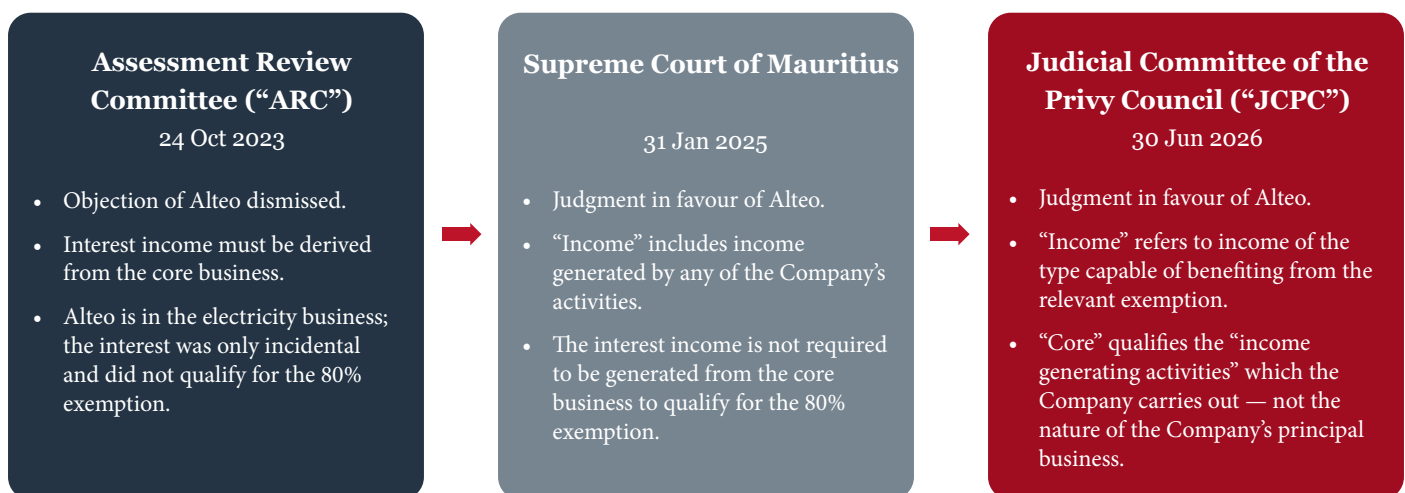 Assessment Review
Committee (“ARC”)
24 Oct 2023
• Objection of Alteo dismissed.
• Interest income must be derived
from the core business.
• Alteo is in the electricity business;
the interest was only incidental
and did not qualify for the 80%
exemption.
Supreme Court of Mauritius
31 Jan 2025
• Judgment in favour of Alteo.
• “Income” includes income
generated by any of the Company’s
activities.
• The interest income is not required
to be generated from the core
business to qualify for the 80%
exemption.
Judicial Committee of the
Privy Council (“JCPC”)
30 Jun 2026
• Judgment in favour of Alteo.
• “Income” refers to income of the
type capable of benefiting from the
relevant exemption.
• “Core” qualifies the “income
generating activities” which the
Company carries out — not the
nature of the Company’s principal
business.